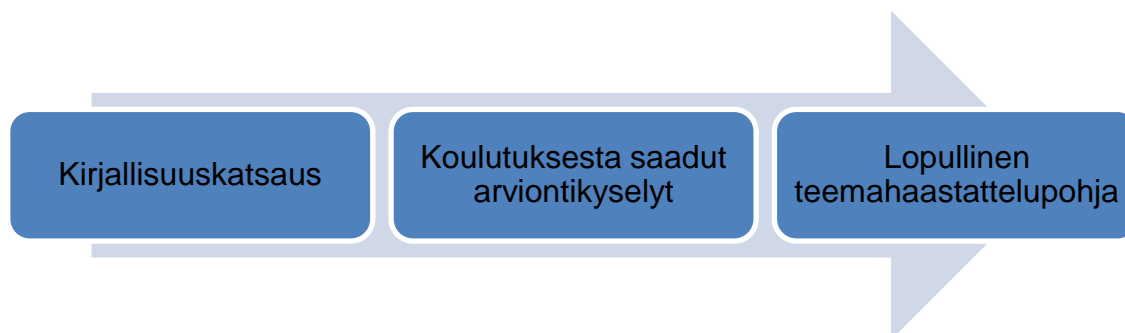 Kirjallisuuskatsaus
Koulutuksesta saadut
arviontikyselyt
Lopullinen
teemahaastattelupohja